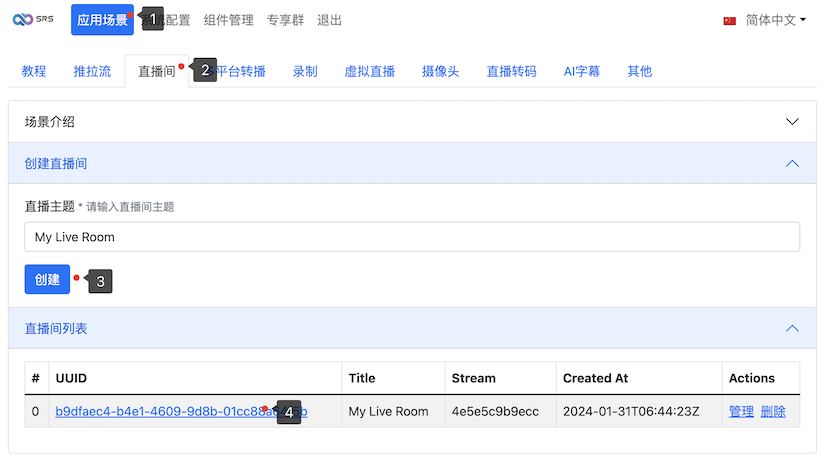 SRS 应用场景 1 统配置 组件管理 专享群 退出 简体中文
教程 推拉流 直播间 2 平台转播 录制 虚拟直播 摄像头 直播转码 AI字幕 其他
场景介绍
创建直播间
直播主题 * 请输入直播间主题
My Live Room
创建 3
直播间列表
# UUID Title Stream Created At Actions
0 b9dfaec4-b4e1-4609-9d8b-01cc88a 4 b My Live Room 4e5e5c9b9ecc 2024-01-31T06:44:23Z 管理 删除